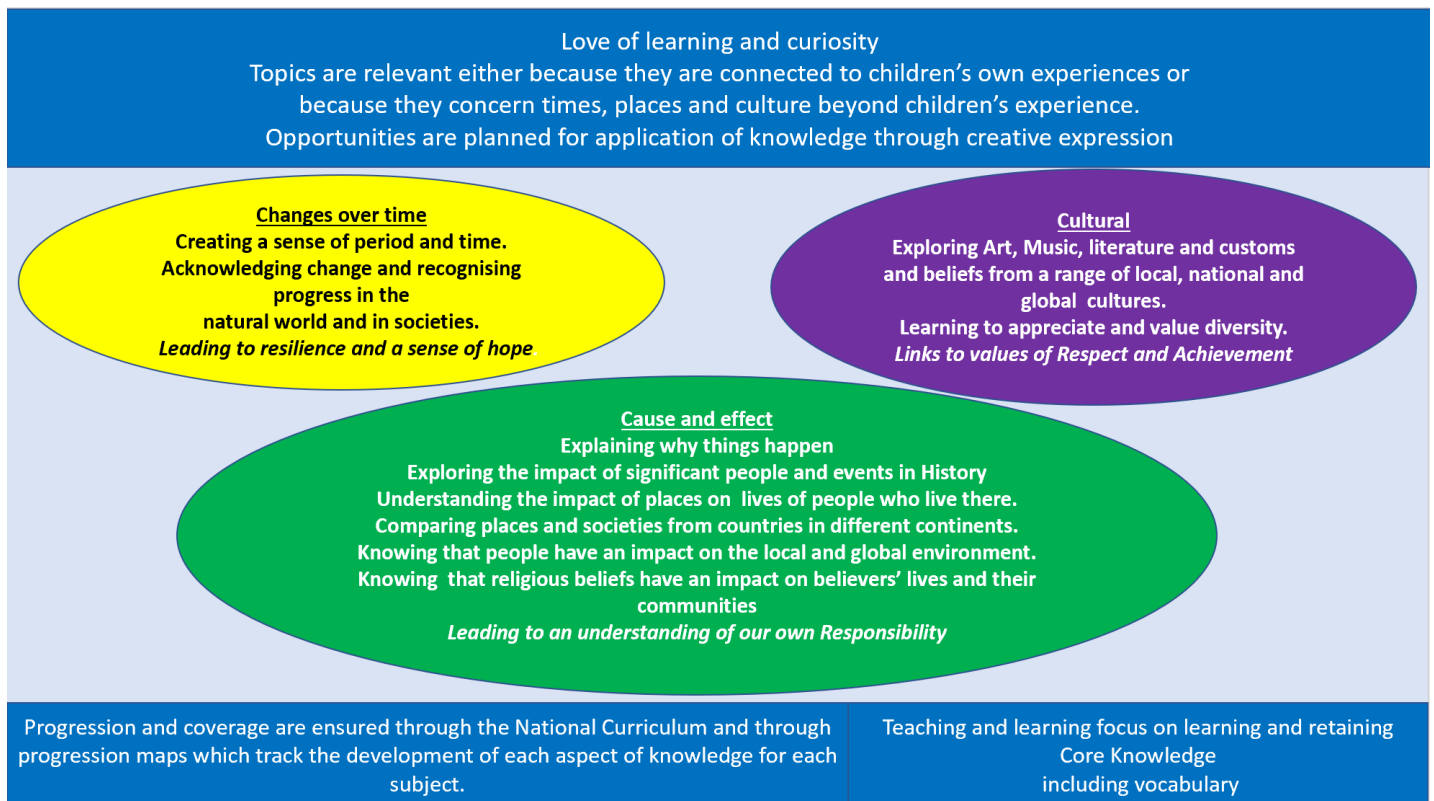 Love of learning and curiosity
Topics are relevant either because they are connected to children’s own experiences or
because they concern times, places and culture beyond children’s experience.
Opportunities are planned for application of knowledge through creative expression
Changes over time
Creating a sense of period and time.
Acknowledging change and recognising
progress in the
natural world and in societies.
Leading to resilience and a sense of hope.
Cultural
Exploring Art, Music, literature and customs
and beliefs from a range of local, national and
global cultures.
Learning to appreciate and value diversity.
Links to values of Respect and Achievement
Cause and effect
Explaining why things happen
Exploring the impact of significant people and events in History
Understanding the impact of places on lives of people who live there.
Comparing places and societies from countries in different continents.
Knowing that people have an impact on the local and global environment.
Knowing that religious beliefs have an impact on believers’ lives and their
communities
Leading to an understanding of our own Responsibility
Progression and coverage are ensured through the National Curriculum and through
progression maps which track the development of each aspect of knowledge for each
subject.
Teaching and learning focus on learning and retaining
Core Knowledge
including vocabulary